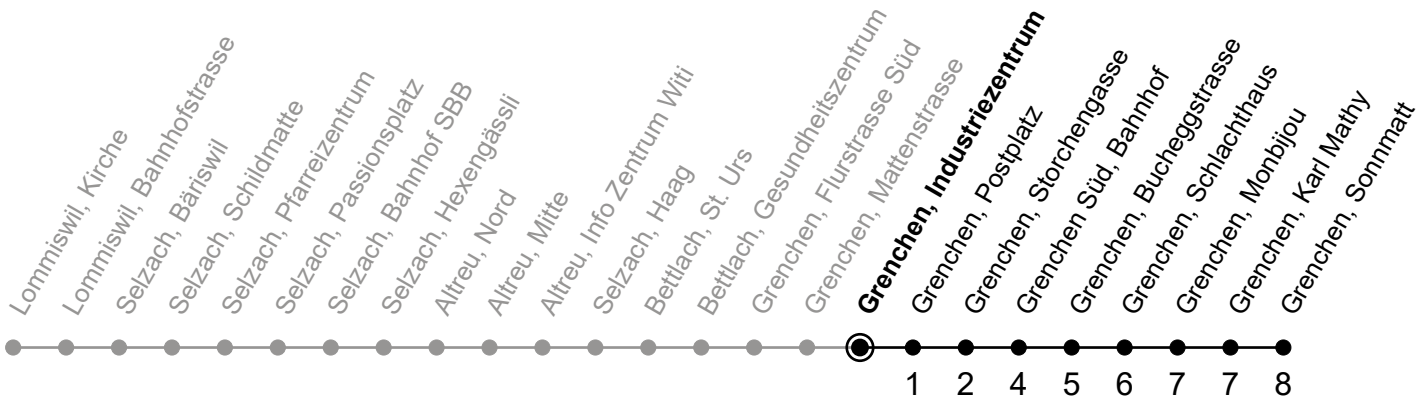 Lommiswil, Kirche
Lommiswil, Bahnhofstrasse
Selzach, Bäriswil
Selzach, Schildmatte
Selzach, Pfarreizentrum
Selzach, Passionsplatz
Selzach, Bahnhof SBB
Selzach, Hexengässli
Altreu, Nord
Altreu, Mitte
Altreu, Info Zentrum Witi
Selzach, Haag
Bettlach, St. Urs
Bettlach, Gesundheitszentrum
Grenchen, Flurstrasse Süd
Grenchen, Mattenstrasse
Grenchen, Industriezentrum
Grenchen, Postplatz
Grenchen, Storchengasse
Grenchen Süd, Bahnhof
Grenchen, Bucheggstrasse
Grenchen, Schlachthaus
Grenchen, Monbijou
Grenchen, Karl Mathy
Grenchen, Sonnmatt
1 2 4 5 6 7 7 8